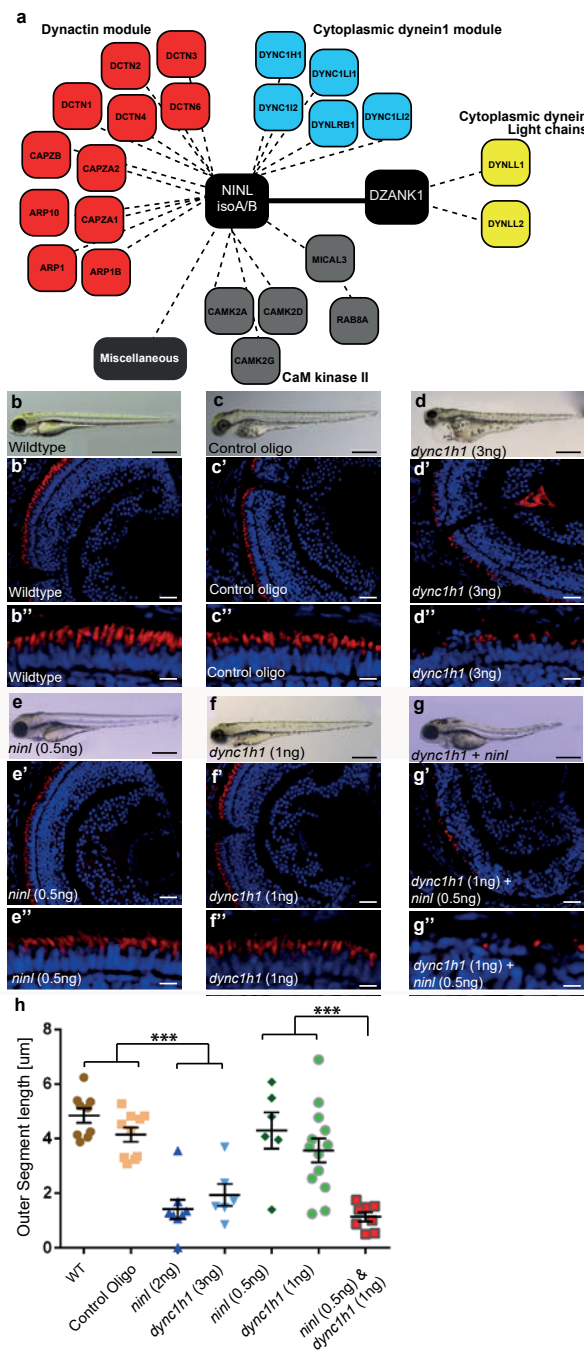 a
Dynactin module
Cytoplasmic dynein1 module
DCTN3
DCTN2
DCTN1
DCTN4
DCTN6
DYNC1H1
DYNC1LI1
DYNC1I2
DYNLRB1
DYNC1LI2
Cytoplasmic dynein
Light chains
CAPZB
CAPZA2
NINL
isoA/B
DZANK1
DYNLL1
ARP10
CAPZA1
DYNLL2
ARP1
ARP1B
MICAL3
CAMK2A
CAMK2D
RAB8A
Miscellaneous
CAMK2G
CaM kinase II
b
Wildtype
c
Control oligo
d
dync1h1 (3ng)
b'
Wildtype
c'
Control oligo
d'
dync1h1 (3ng)
b''
Wildtype
c''
Control oligo
d''
dync1h1 (3ng)
e
ninl (0.5ng)
f
dync1h1 (1ng)
g
dync1h1 + ninl
e'
ninl (0.5ng)
f'
dync1h1 (1ng)
g'
dync1h1 (1ng) +
ninl (0.5ng)
e''
ninl (0.5ng)
f''
dync1h1 (1ng)
g''
dync1h1 (1ng) +
ninl (0.5ng)
h
***
***
Outer Segment length [um]
8
6
4
2
0
WT
Control Oligo
ninl (2ng)
dync1h1 (3ng)
ninl (0.5ng)
dync1h1 (1ng)
ninl (0.5ng) &
dync1h1 (1ng)